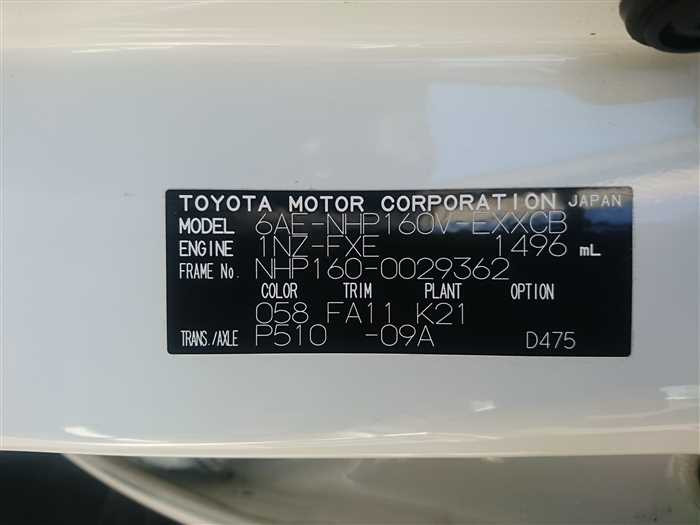 TOYOTA MOTOR CORPORATION JAPAN
MODEL 6AE-NHP160V-EXXCB
ENGINE 1NZ-FXE 1496 mL
FRAME No. NHP160-0029362
COLOR TRIM PLANT OPTION
058 FA11 K21
TRANS./AXLE P510 -09A D475